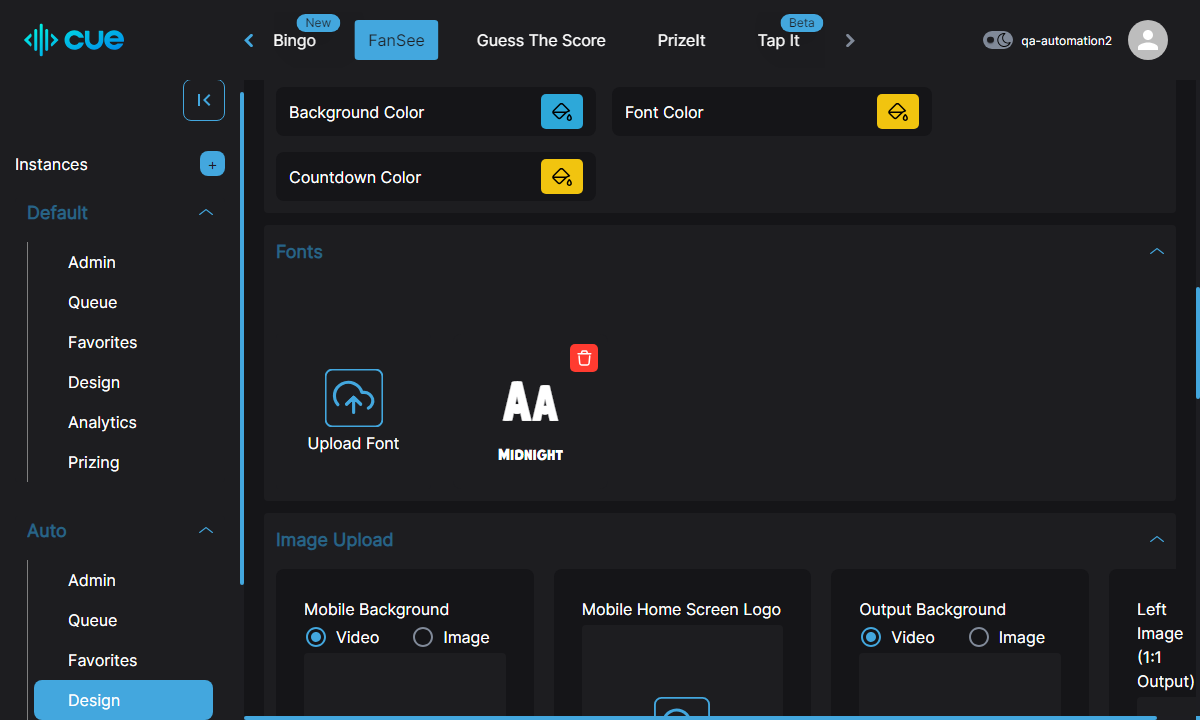 cue
New
Bingo
FanSee
Guess The Score
PrizeIt
Beta
Tap It
qa-automation2
Instances
+
Default
Admin
Queue
Favorites
Design
Analytics
Prizing
Auto
Admin
Queue
Favorites
Design
Background Color
Font Color
Countdown Color
Fonts
Upload Font
AA
MIDNIGHT
Image Upload
Mobile Background
Video
Image
Mobile Home Screen Logo
Output Background
Video
Image
Left
Image
(1:1
Output)